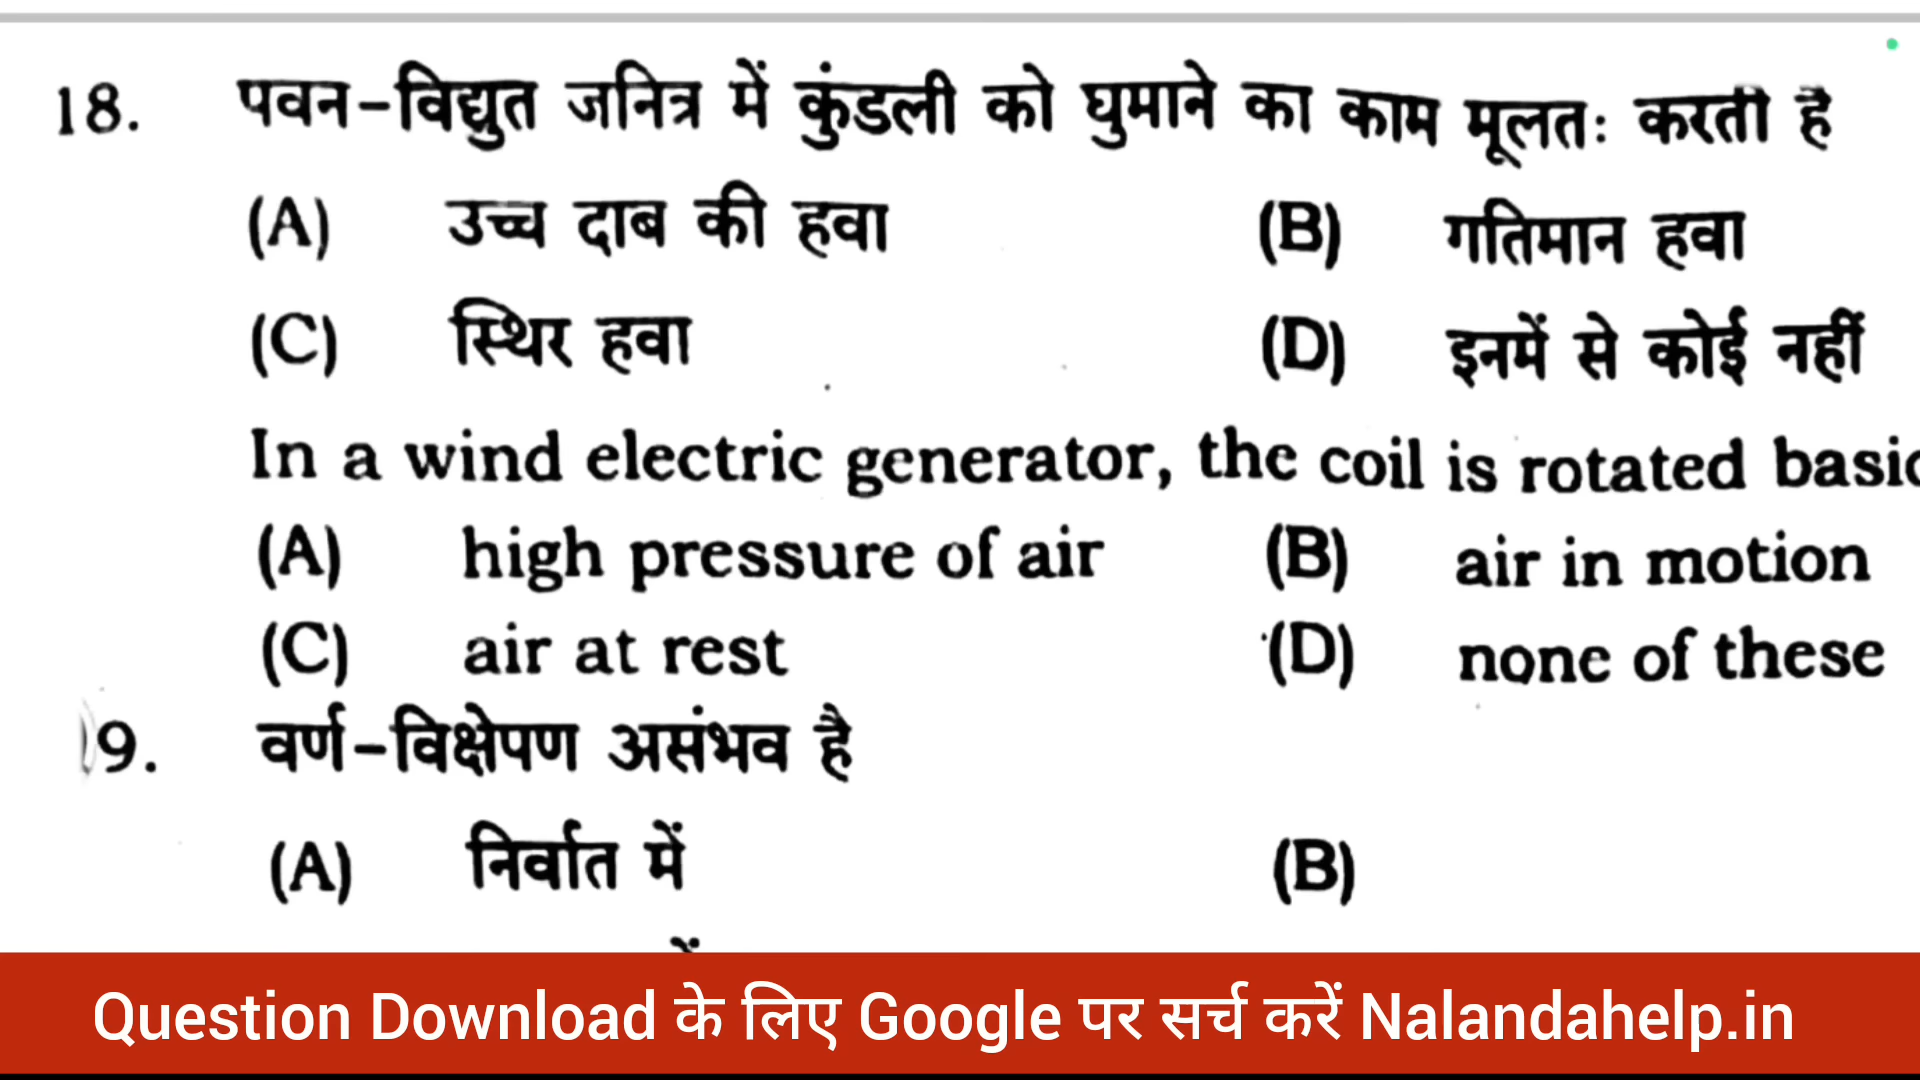 18. पवन-विद्युत जनित्र में कुंडली को घुमाने का काम मूलतः करती है
(A) उच्च दाब की हवा (B) गतिमान हवा
(C) स्थिर हवा (D) इनमें से कोई नहीं
In a wind electric generator, the coil is rotated basic
(A) high pressure of air (B) air in motion
(C) air at rest (D) none of these
19. वर्ण-विक्षेपण असंभव है
(A) निर्वात में (B)
Question Download के लिए Google पर सर्च करें Nalandahelp.in